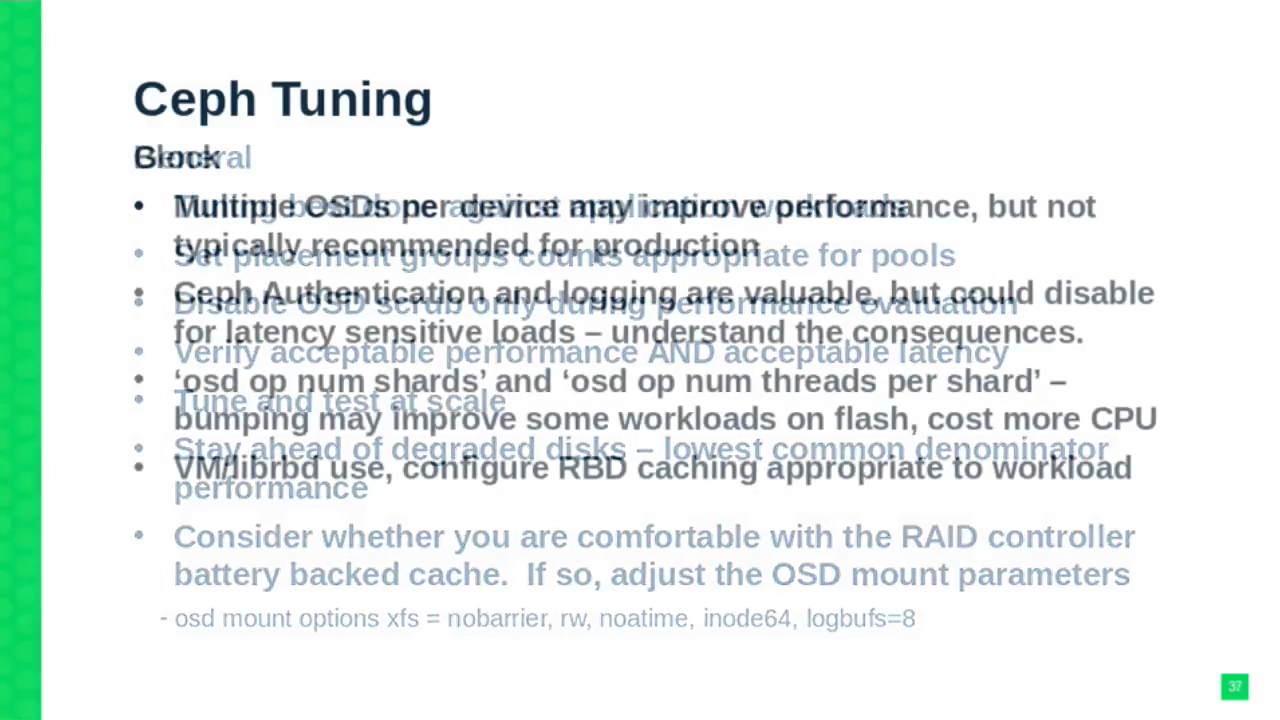 Ceph Tuning
Block
• Multiple OSDs per device may improve performance, but not
typically recommended for production
• Ceph Authentication and logging are valuable, but could disable
for latency sensitive loads – understand the consequences.
• ‘osd op num shards’ and ‘osd op num threads per shard’ –
bumping may improve some workloads on flash, cost more CPU
• VM/librbd use, configure RBD caching appropriate to workload
General
• Tuning best done against application workloads
• Set placement groups counts appropriate for pools
• Disable OSD scrub only during performance evaluation
• Verify acceptable performance AND acceptable latency
• Tune and test at scale
• Stay ahead of degraded disks – lowest common denominator
performance
• Consider whether you are comfortable with the RAID controller
battery backed cache.  If so, adjust the OSD mount parameters
- osd mount options xfs = nobarrier, rw, noatime, inode64, logbufs=8